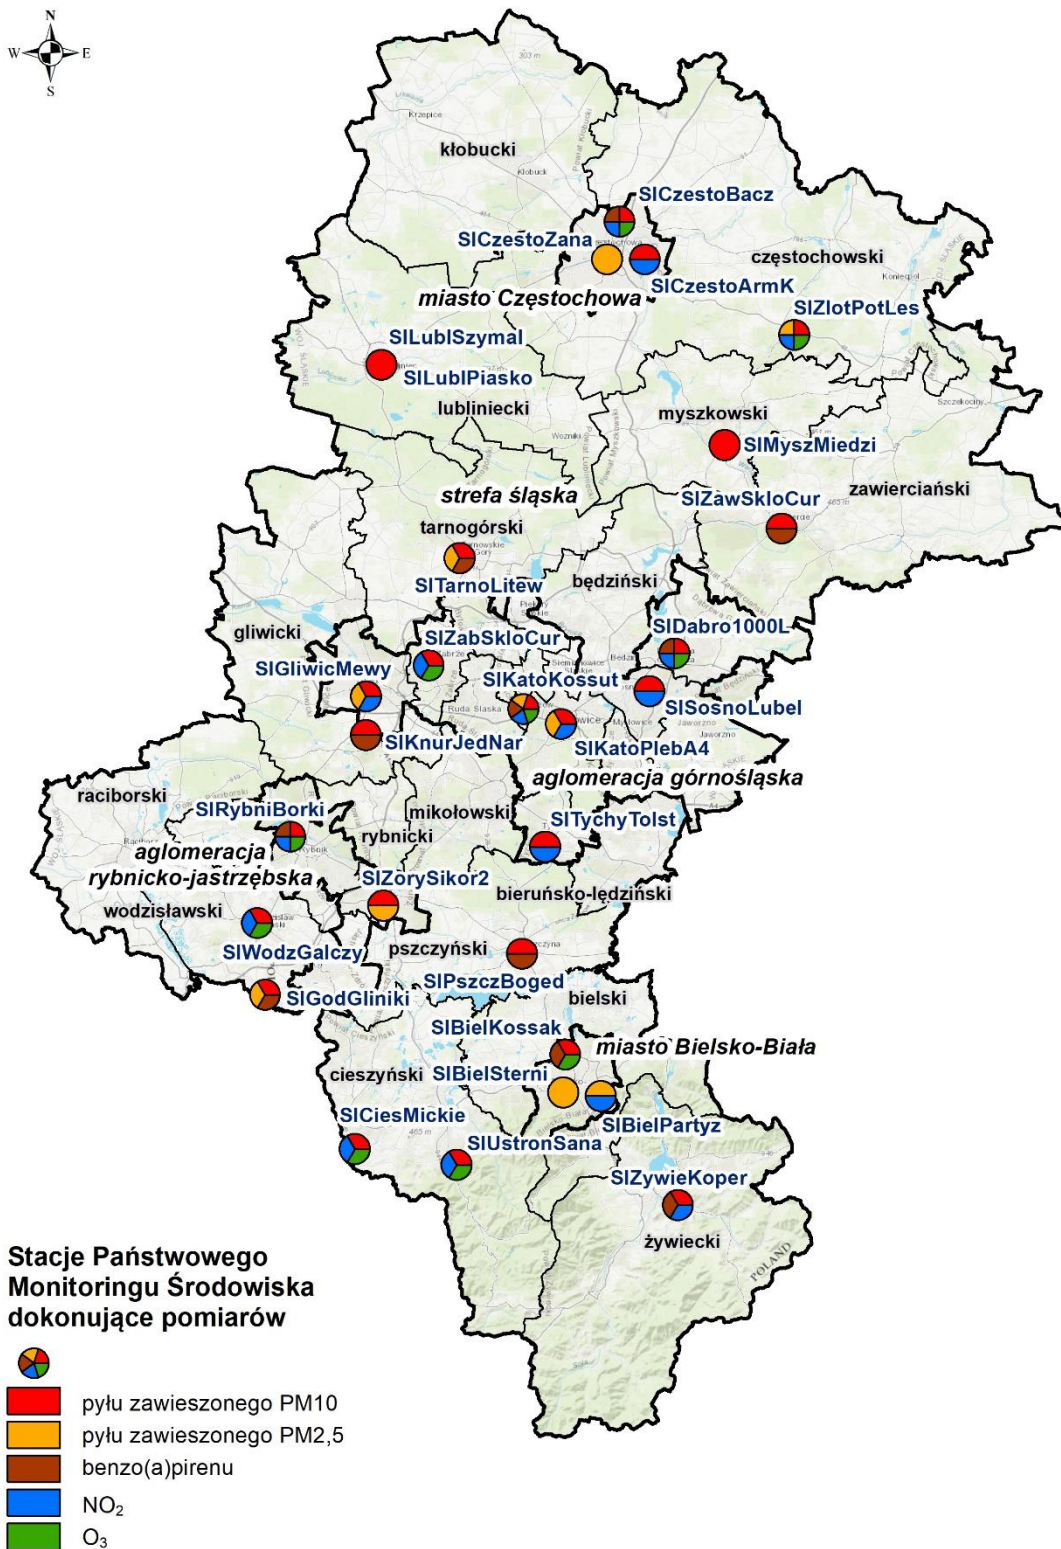 N
W E
S
kłobucki
SlCzestoBacz
SlCzestoZana
częstochowski
SlCzestoArmK
miasto Częstochowa
SlZlotPotLes
SlLublSzymal
SlLublPiasko
lubliniecki
myszkowski
SlMyszMiedzi
SlZawSkloCur
zawierciański
strefa śląska
tarnogórski
SlTarnoLitew
będziński
gliwicki
SlZabSkloCur
SlDabro1000L
SlGliwicMewy
SlKatoKossut
SlSosnoLubel
SlKnurJedNar
SlKatoPlebA4
aglomeracja górnośląska
raciborski
SlRybniBorki
mikołowski
SlTychyTolst
rybnicki
aglomeracja
rybnicko-jastrzębska
SlZorySikor2
bieruńsko-lędziński
wodzisławski
SlWodzGalczy
pszczyński
SlPszczBoged
SlGodGliniki
bielski
SlBielKossak
miasto Bielsko-Biała
cieszyński
SlBielSterni
SlCiesMickie
SlBielPartyz
SlUstronSana
SlZywieKoper
żywiecki
POLAND
Stacje Państwowego
Monitoringu Środowiska
dokonujące pomiarów
pyłu zawieszonego PM10
pyłu zawieszonego PM2,5
benzo(a)pirenu
NO₂
O₃